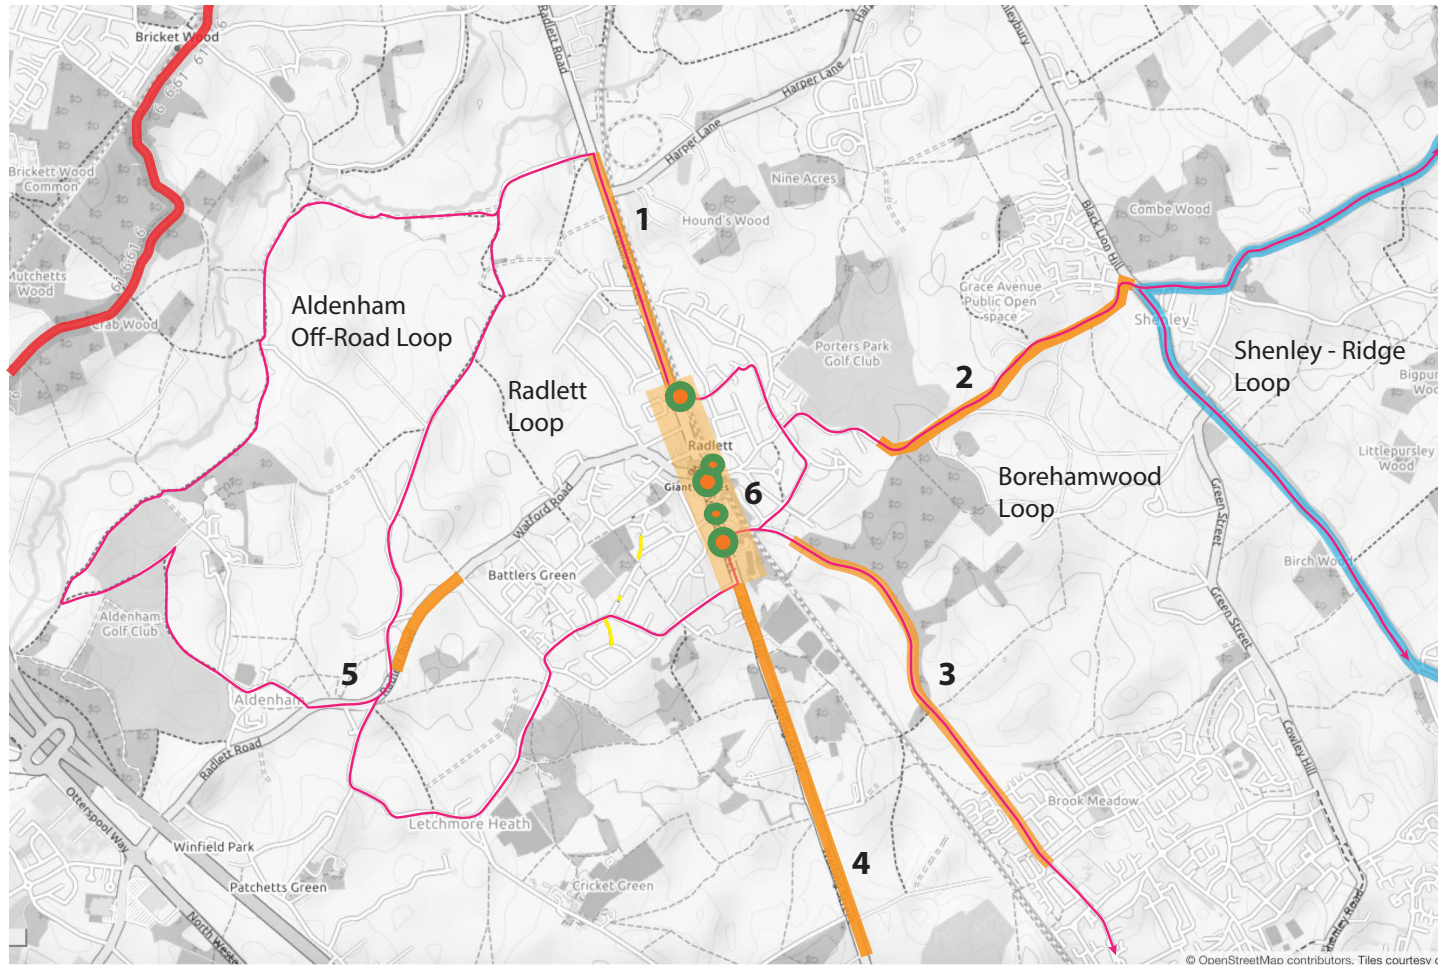 Bricket Wood
Radlett Road
Harper Lane
Harper Lane
Brickett Wood
Common
Nine Acres
1
Hound's Wood
Combe Wood
Black Lion Hill
Mutchetts
Wood
Crab Wood
Aldenham
Off-Road Loop
Grace Avenue
Public Open
space
Shenley
Porters Park
Golf Club
Shenley - Ridge
Loop
2
Radlett
Loop
Radlett
Borehamwood
Loop
Littlepursley
Wood
6
Watford Road
Green Street
Battlers Green
Birch Wood
Aldenham
Golf Club
Green Street
5
3
Aldenham
Radlett Road
Cowley Hill
Otterspool Way
Brook Meadow
Letchmore Heath
Winfield Park
4
Patchetts Green
Cricket Green
© OpenStreetMap contributors. Tiles courtesy